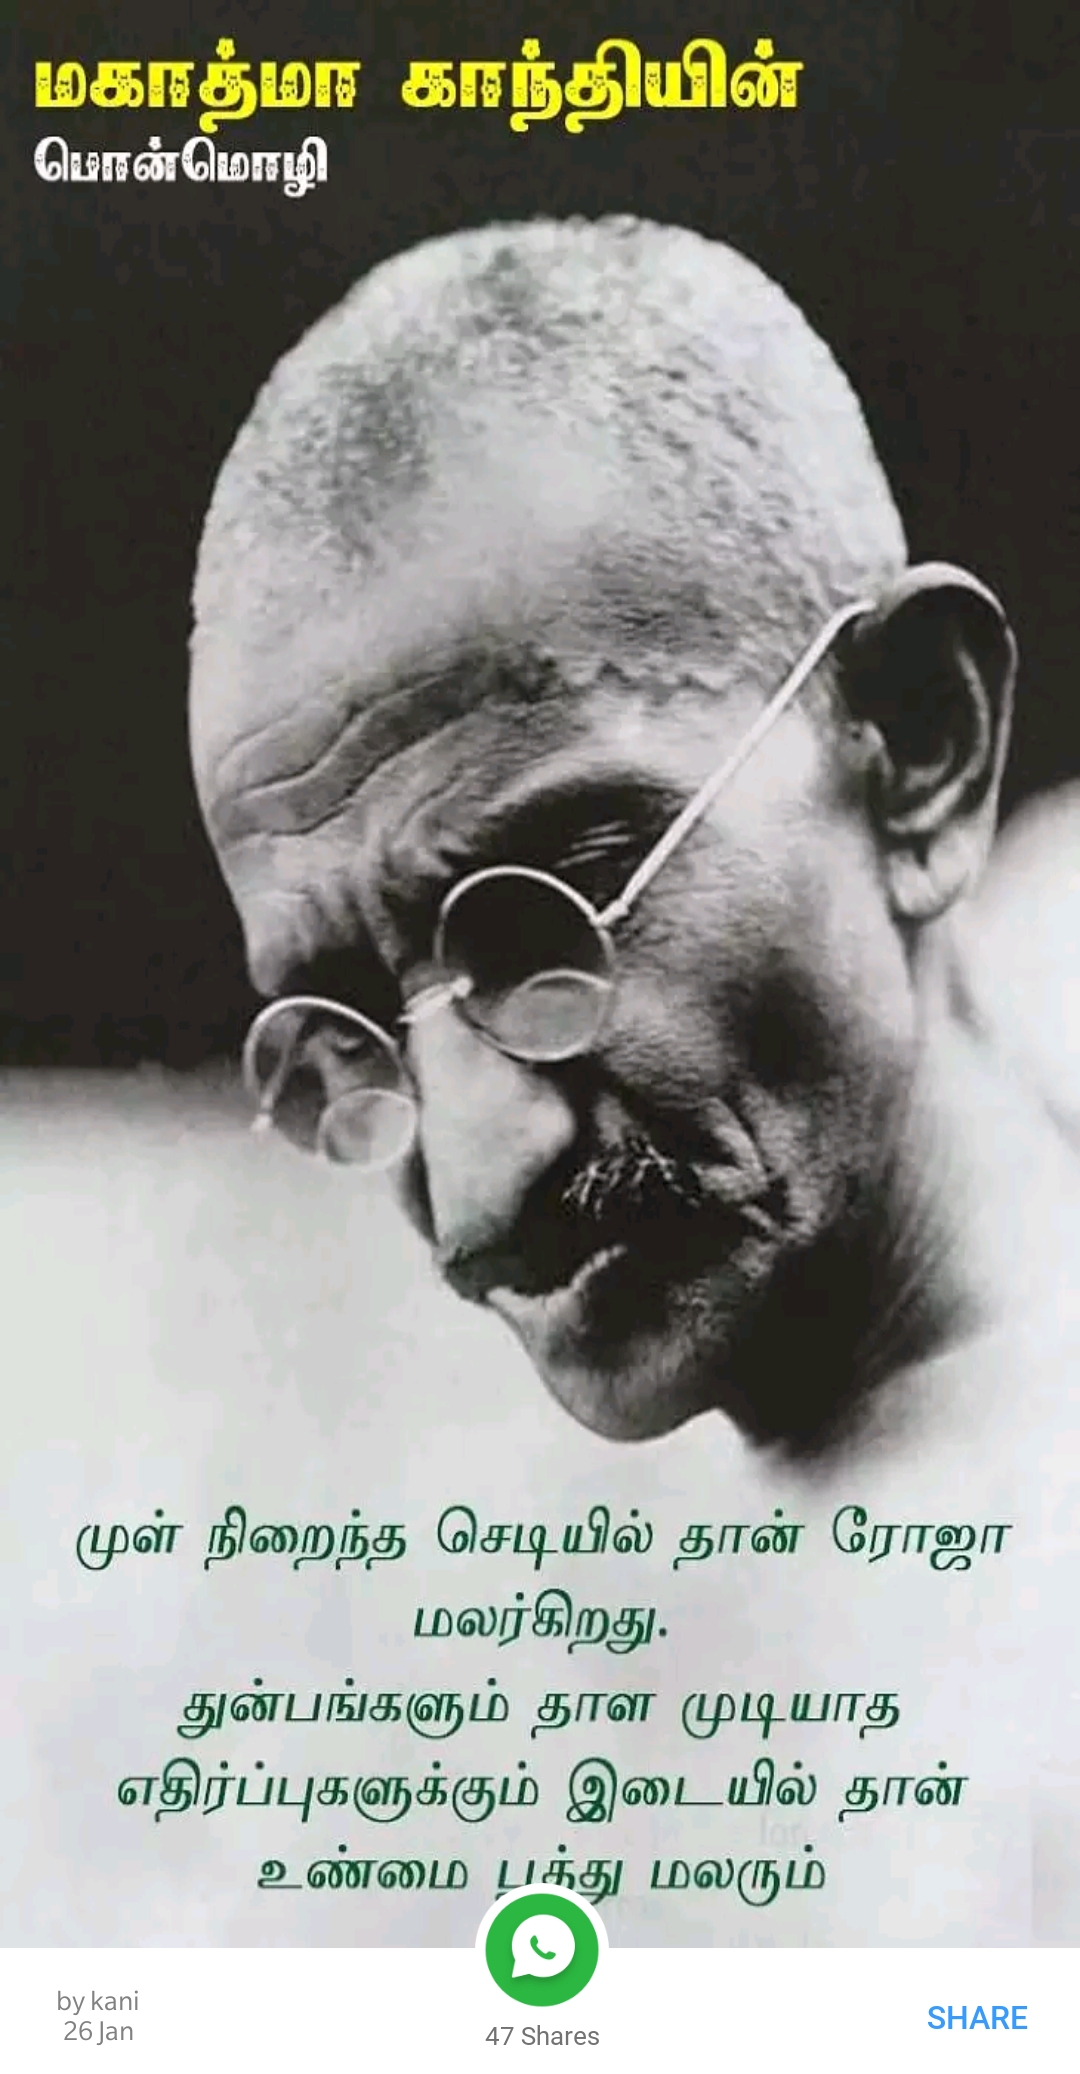 மகாத்மா காந்தியின்
பொன்மொழி
முள் நிறைந்த செடியில் தான் ரோஜா
மலர்கிறது.
துன்பங்களும் தாள முடியாத
எதிர்ப்புகளுக்கும் இடையில் தான்
உண்மை பூத்து மலரும்
by kani
26 Jan
47 Shares
SHARE